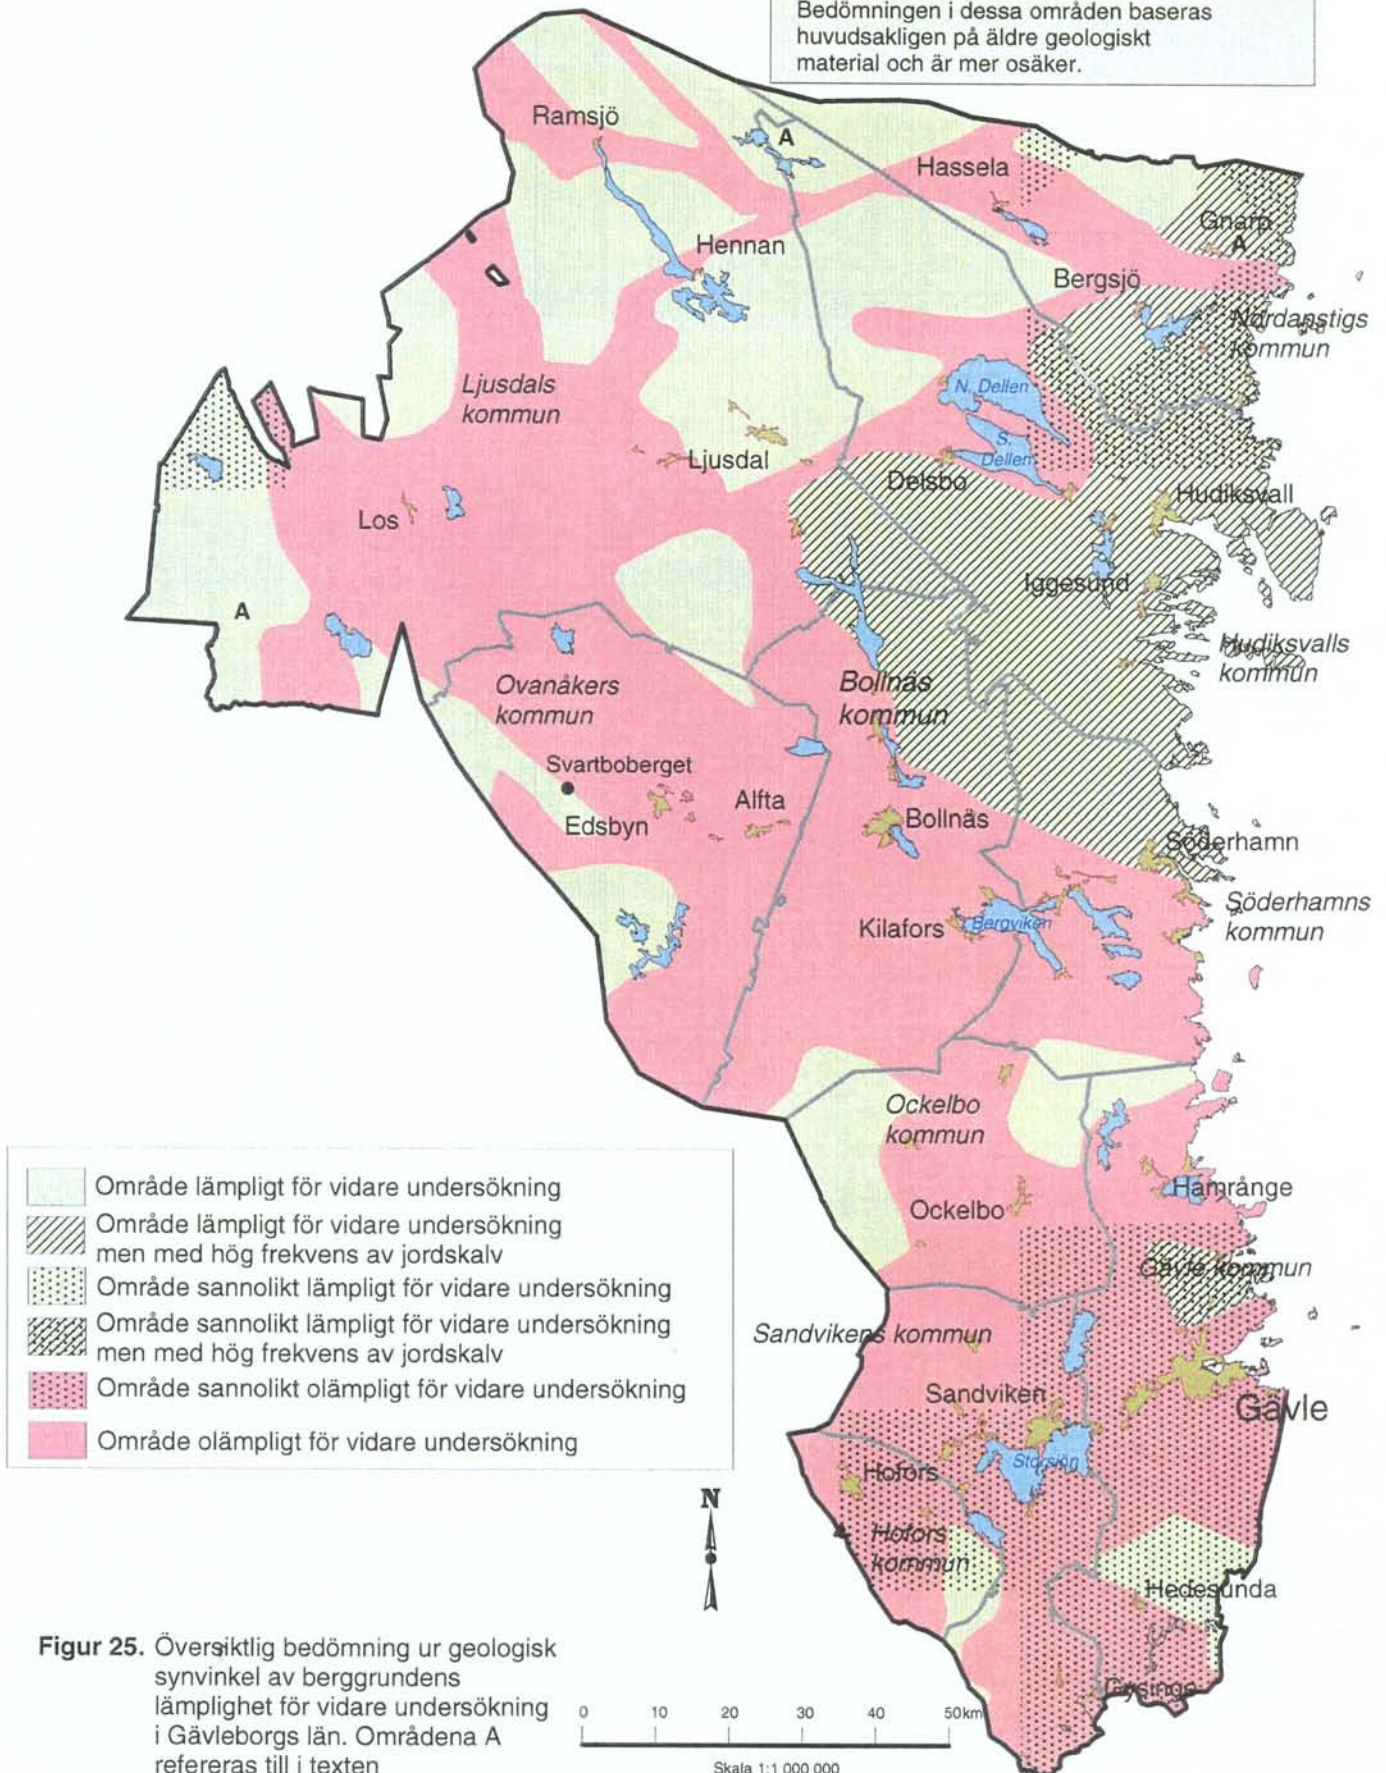 Bedömningen i dessa områden baseras
huvudsakligen på äldre geologiskt
material och är mer osäker.
Ramsjö
A
Hassela
Gnarp
A
Hennan
Bergsjö
Nordanstigs
kommun
Ljusdals
kommun
N. Dellen
S.
Dellen
Ljusdal
Delsbo
Hudiksvall
Los
Iggesund
A
Hudiksvalls
kommun
Ovanåkers
kommun
Bollnäs
kommun
Svartboberget
Alfta
Edsbyn
Bollnäs
Söderhamn
Söderhamns
kommun
Kilafors
Bergviken
Ockelbo
kommun
Hamrånge
Ockelbo
Område lämpligt för vidare undersökning
Område lämpligt för vidare undersökning
men med hög frekvens av jordskalv
Område sannolikt lämpligt för vidare undersökning
Område sannolikt lämpligt för vidare undersökning
men med hög frekvens av jordskalv
Område sannolikt olämpligt för vidare undersökning
Område olämpligt för vidare undersökning
Gävle kommun
Sandvikens kommun
Sandviken
Gävle
Storsjön
Hofors
Hofors
kommun
N
Hedesunda
Gysinge
Figur 25. Översiktlig bedömning ur geologisk
synvinkel av berggrundens
lämplighet för vidare undersökning
i Gävleborgs län. Områdena A
refereras till i texten
0 10 20 30 40 50km
Skala 1:1 000 000